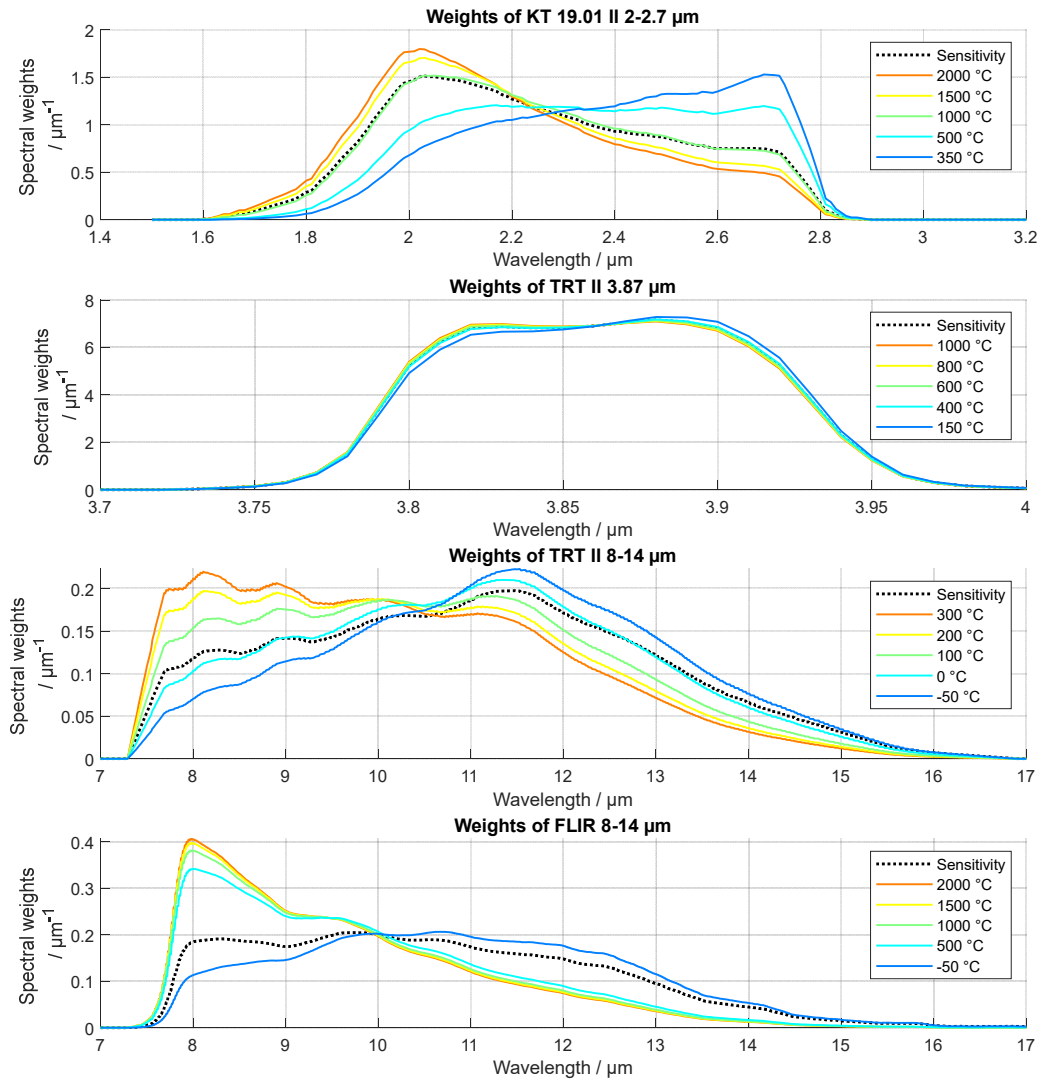 Weights of KT 19.01 II 2-2.7 µm
Spectral weights
/ µm⁻¹
2
1.5
1
0.5
0
1.4 1.6 1.8 2 2.2 2.4 2.6 2.8 3 3.2
Wavelength / µm
Sensitivity
2000 °C
1500 °C
1000 °C
500 °C
350 °C
Weights of TRT II 3.87 µm
Spectral weights
/ µm⁻¹
8
6
4
2
0
3.7 3.75 3.8 3.85 3.9 3.95 4
Wavelength / µm
Sensitivity
1000 °C
800 °C
600 °C
400 °C
150 °C
Weights of TRT II 8-14 µm
Spectral weights
/ µm⁻¹
0.2
0.15
0.1
0.05
0
7 8 9 10 11 12 13 14 15 16 17
Wavelength / µm
Sensitivity
300 °C
200 °C
100 °C
0 °C
-50 °C
Weights of FLIR 8-14 µm
Spectral weights
/ µm⁻¹
0.4
0.3
0.2
0.1
0
7 8 9 10 11 12 13 14 15 16 17
Wavelength / µm
Sensitivity
2000 °C
1500 °C
1000 °C
500 °C
-50 °C